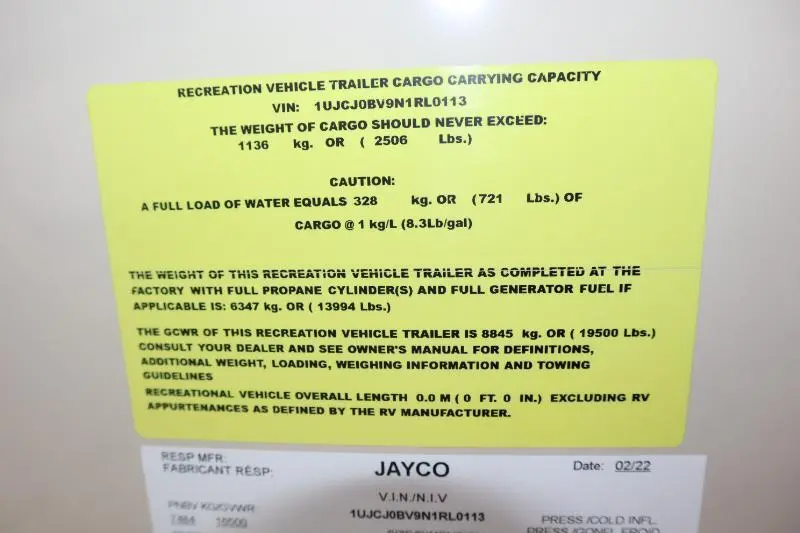 RECREATION VEHICLE TRAILER CARGO CARRYING CAPACITY
VIN: 1UJCJ0BV9N1RL0113
THE WEIGHT OF CARGO SHOULD NEVER EXCEED:
1136 kg. OR ( 2506 Lbs.)
CAUTION:
A FULL LOAD OF WATER EQUALS 328 kg. OR (721 Lbs.) OF
CARGO @ 1 kg/L (8.3Lb/gal)
THE WEIGHT OF THIS RECREATION VEHICLE TRAILER AS COMPLETED AT THE
FACTORY WITH FULL PROPANE CYLINDER(S) AND FULL GENERATOR FUEL IF
APPLICABLE IS: 6347 kg. OR ( 13994 Lbs.)
THE GCWR OF THIS RECREATION VEHICLE TRAILER IS 8845 kg. OR ( 19500 Lbs.)
CONSULT YOUR DEALER AND SEE OWNER'S MANUAL FOR DEFINITIONS,
ADDITIONAL WEIGHT, LOADING, WEIGHING INFORMATION AND TOWING
GUIDELINES
RECREATIONAL VEHICLE OVERALL LENGTH 0.0 M ( 0 FT. 0 IN.) EXCLUDING RV
APPURTENANCES AS DEFINED BY THE RV MANUFACTURER.
RESP MFR:
FABRICANT RESP: JAYCO Date: 02/22
V.I.N./N.I.V
PNBV KG/GVWR 1UJCJ0BV9N1RL0113
7484 16500 PRESS /COLD INFL.